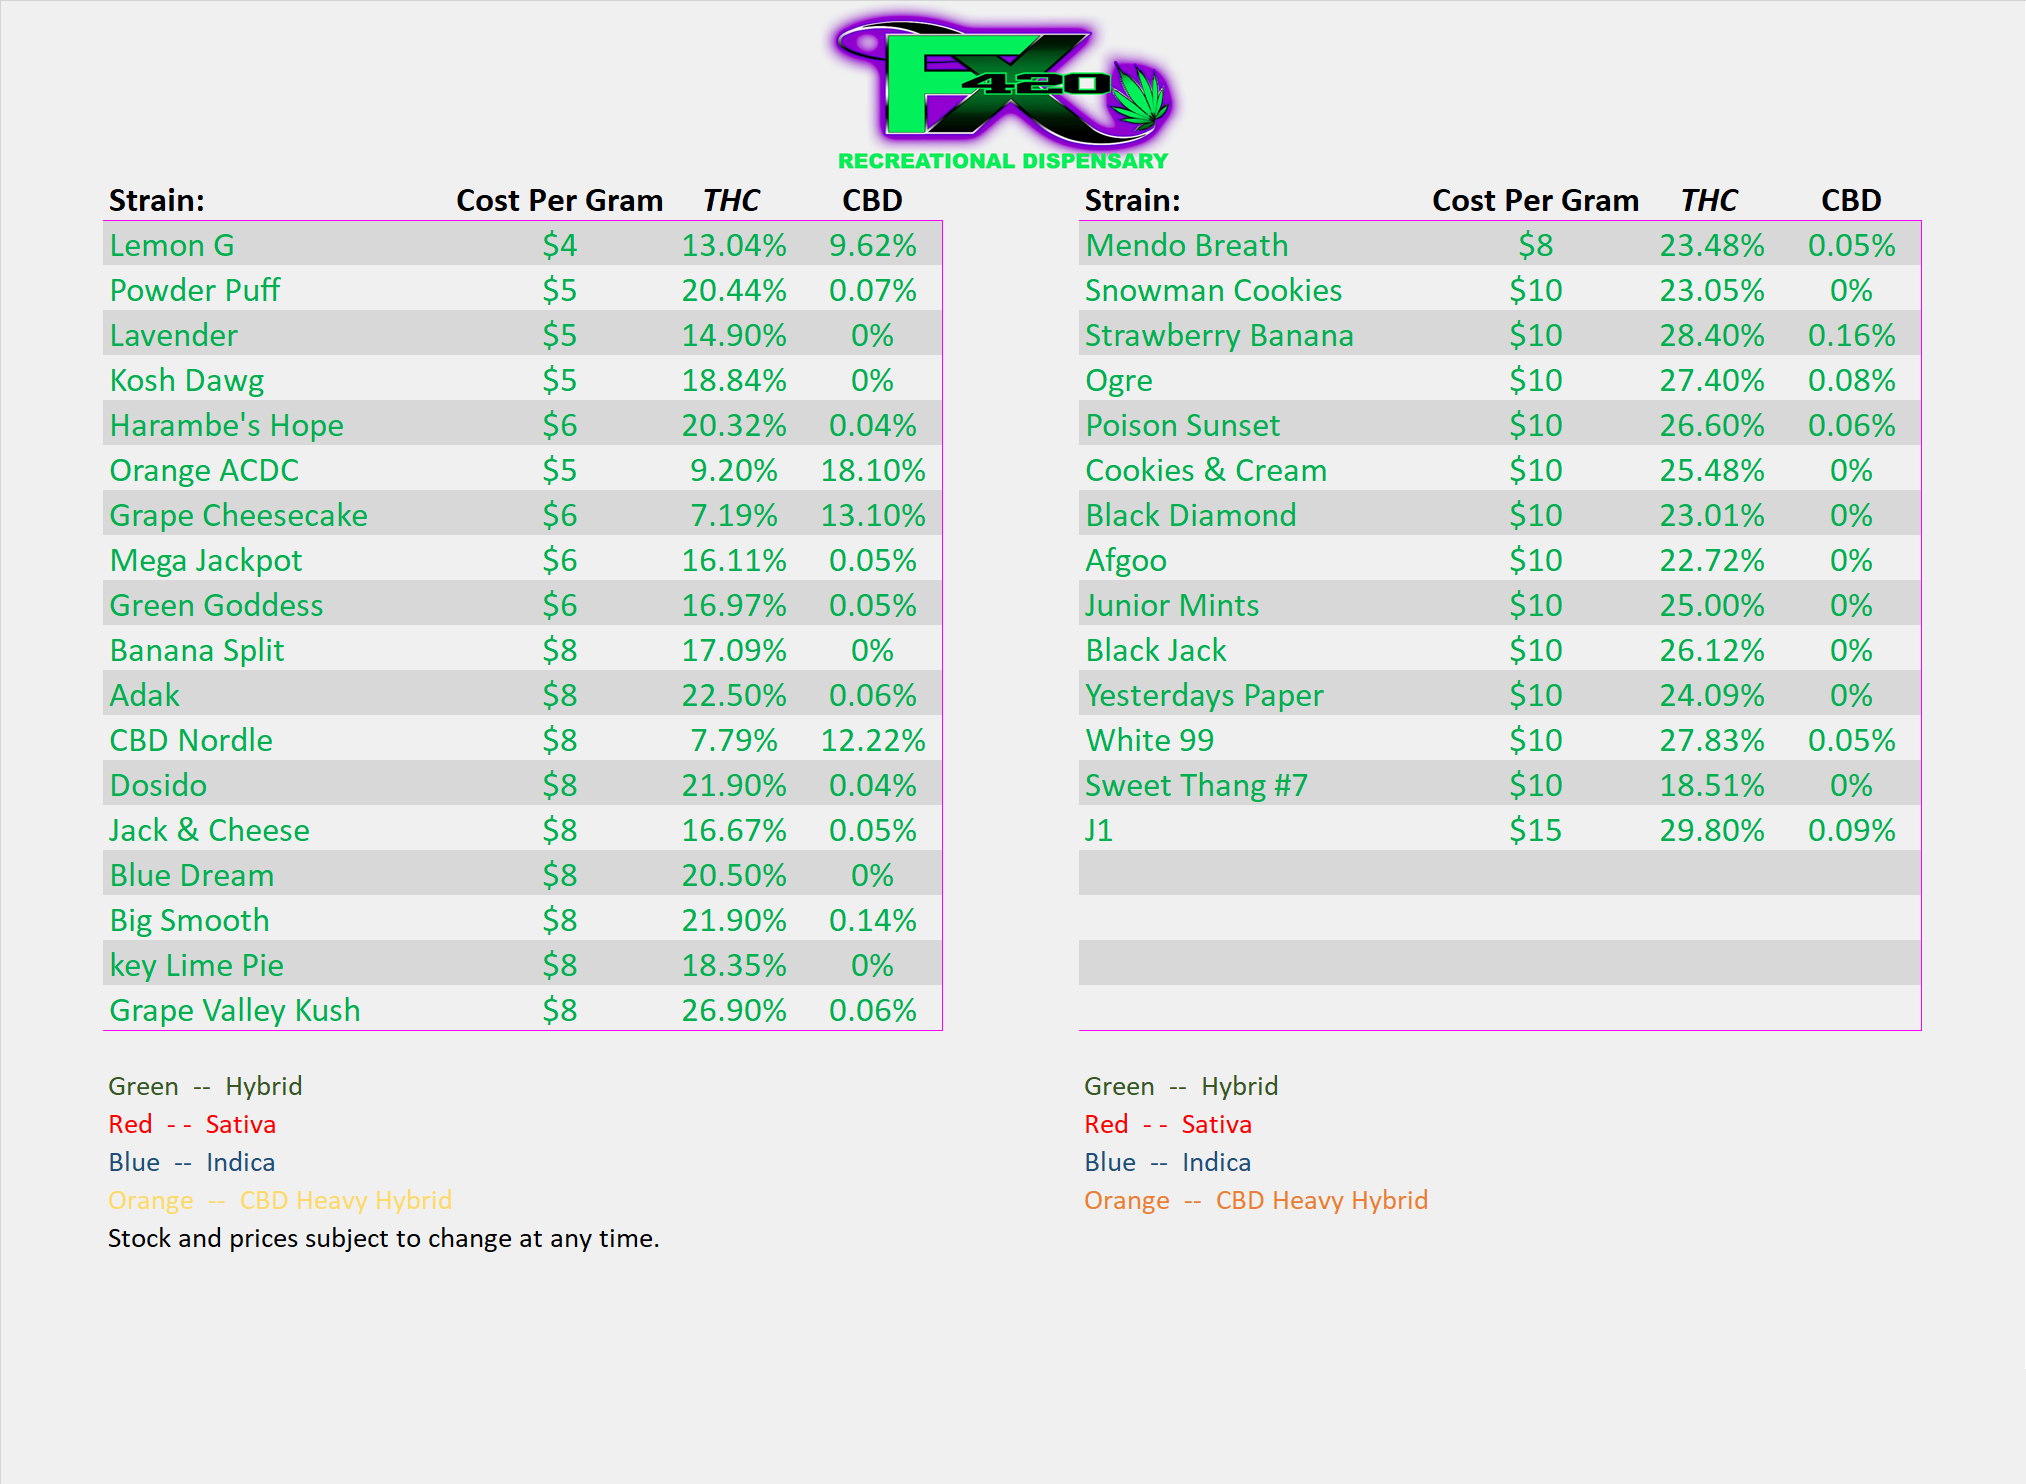 FX 420
RECREATIONAL DISPENSARY
Strain: Cost Per Gram THC CBD
Lemon G $4 13.04% 9.62%
Powder Puff $5 20.44% 0.07%
Lavender $5 14.90% 0%
Kosh Dawg $5 18.84% 0%
Harambe's Hope $6 20.32% 0.04%
Orange ACDC $5 9.20% 18.10%
Grape Cheesecake $6 7.19% 13.10%
Mega Jackpot $6 16.11% 0.05%
Green Goddess $6 16.97% 0.05%
Banana Split $8 17.09% 0%
Adak $8 22.50% 0.06%
CBD Nordle $8 7.79% 12.22%
Dosido $8 21.90% 0.04%
Jack & Cheese $8 16.67% 0.05%
Blue Dream $8 20.50% 0%
Big Smooth $8 21.90% 0.14%
key Lime Pie $8 18.35% 0%
Grape Valley Kush $8 26.90% 0.06%
Green -- Hybrid
Red - - Sativa
Blue -- Indica
Orange -- CBD Heavy Hybrid
Stock and prices subject to change at any time.
Strain: Cost Per Gram THC CBD
Mendo Breath $8 23.48% 0.05%
Snowman Cookies $10 23.05% 0%
Strawberry Banana $10 28.40% 0.16%
Ogre $10 27.40% 0.08%
Poison Sunset $10 26.60% 0.06%
Cookies & Cream $10 25.48% 0%
Black Diamond $10 23.01% 0%
Afgoo $10 22.72% 0%
Junior Mints $10 25.00% 0%
Black Jack $10 26.12% 0%
Yesterdays Paper $10 24.09% 0%
White 99 $10 27.83% 0.05%
Sweet Thang #7 $10 18.51% 0%
J1 $15 29.80% 0.09%
Green -- Hybrid
Red - - Sativa
Blue -- Indica
Orange -- CBD Heavy Hybrid